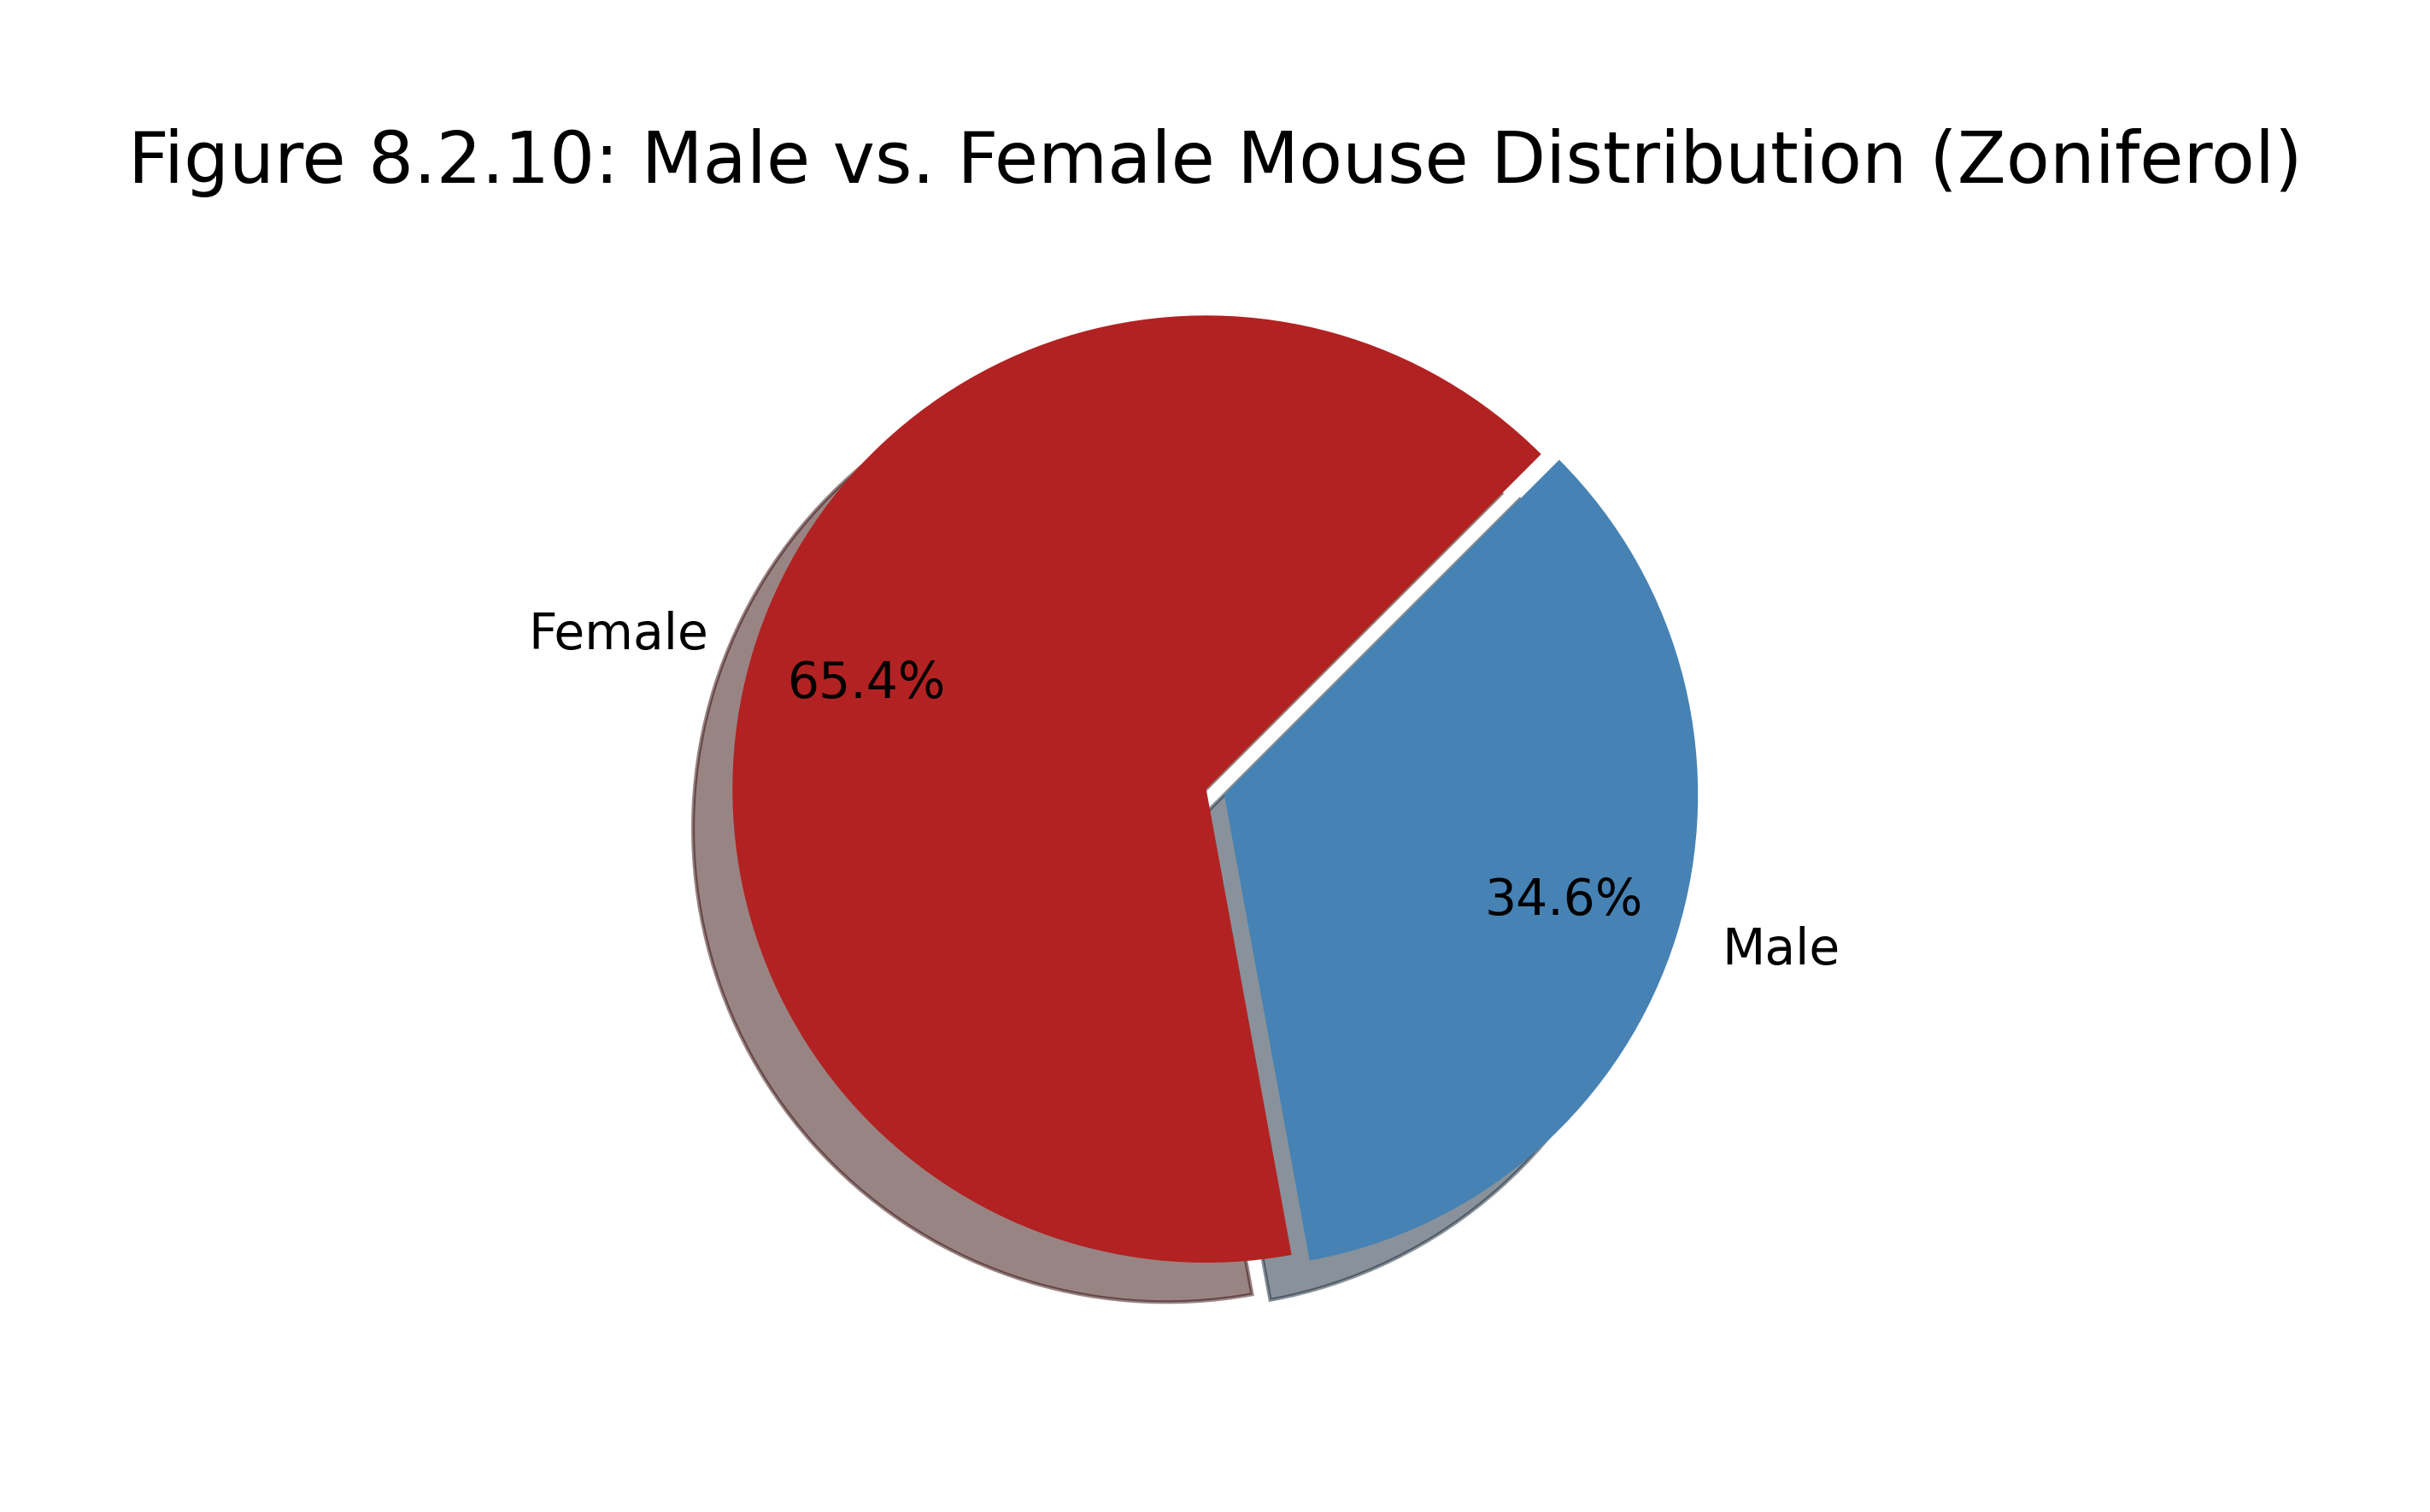 Figure 8.2.10: Male vs. Female Mouse Distribution (Zoniferol)
Female
65.4%
34.6%
Male